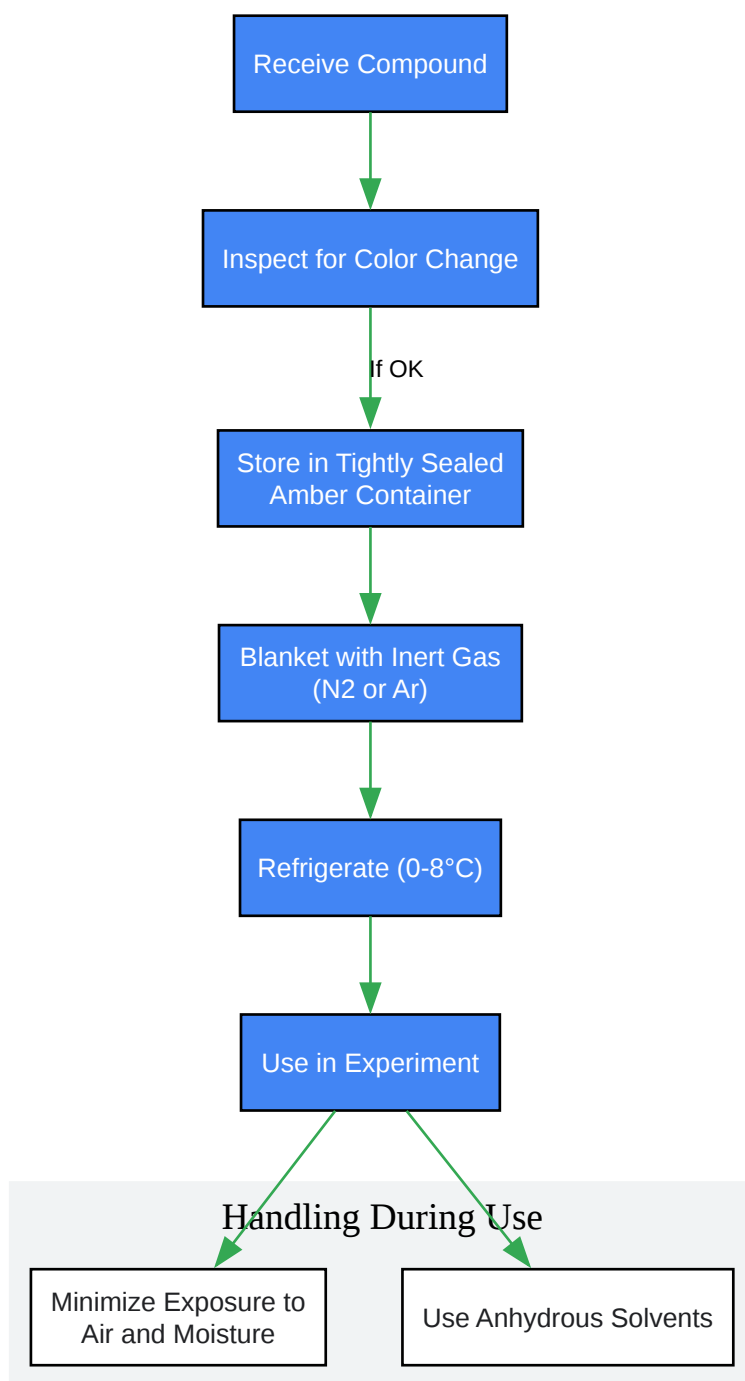 Receive Compound
Inspect for Color Change
If OK
Store in Tightly Sealed
Amber Container
Blanket with Inert Gas
(N2 or Ar)
Refrigerate (0-8°C)
Use in Experiment
Handling During Use
Minimize Exposure to
Air and Moisture
Use Anhydrous Solvents